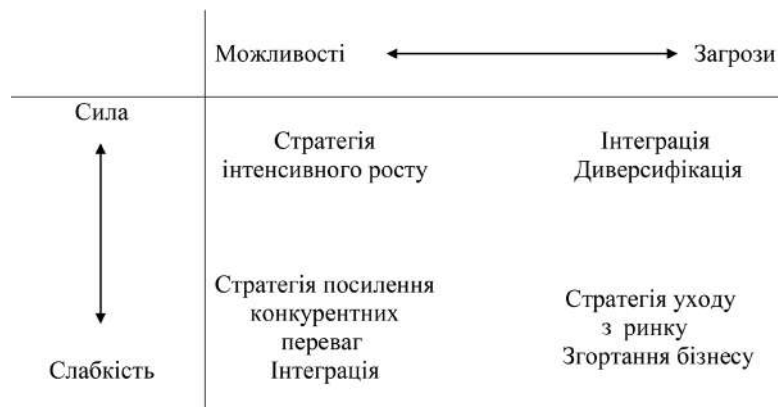 Можливості Загрози
Сила
Стратегія
інтенсивного росту
Інтеграція
Диверсифікація
Стратегія посилення
конкурентних
переваг
Інтеграція
Стратегія уходу
з ринку
Згортання бізнесу
Слабкість